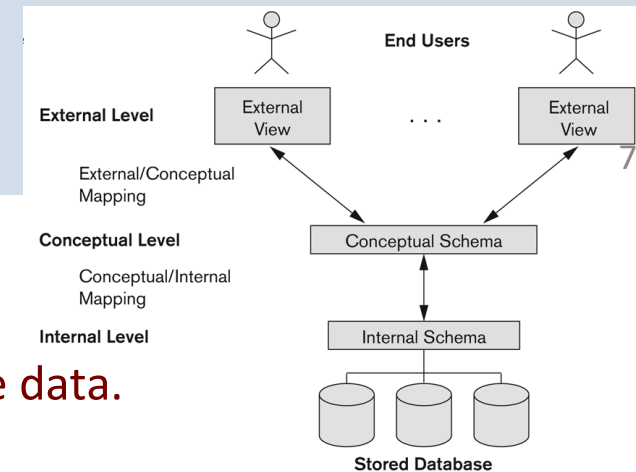 End Users
External Level
External
View
. . .
External
View
7
External/Conceptual
Mapping
Conceptual Level
Conceptual Schema
Conceptual/Internal
Mapping
Internal Level
Internal Schema
data.
Stored Database